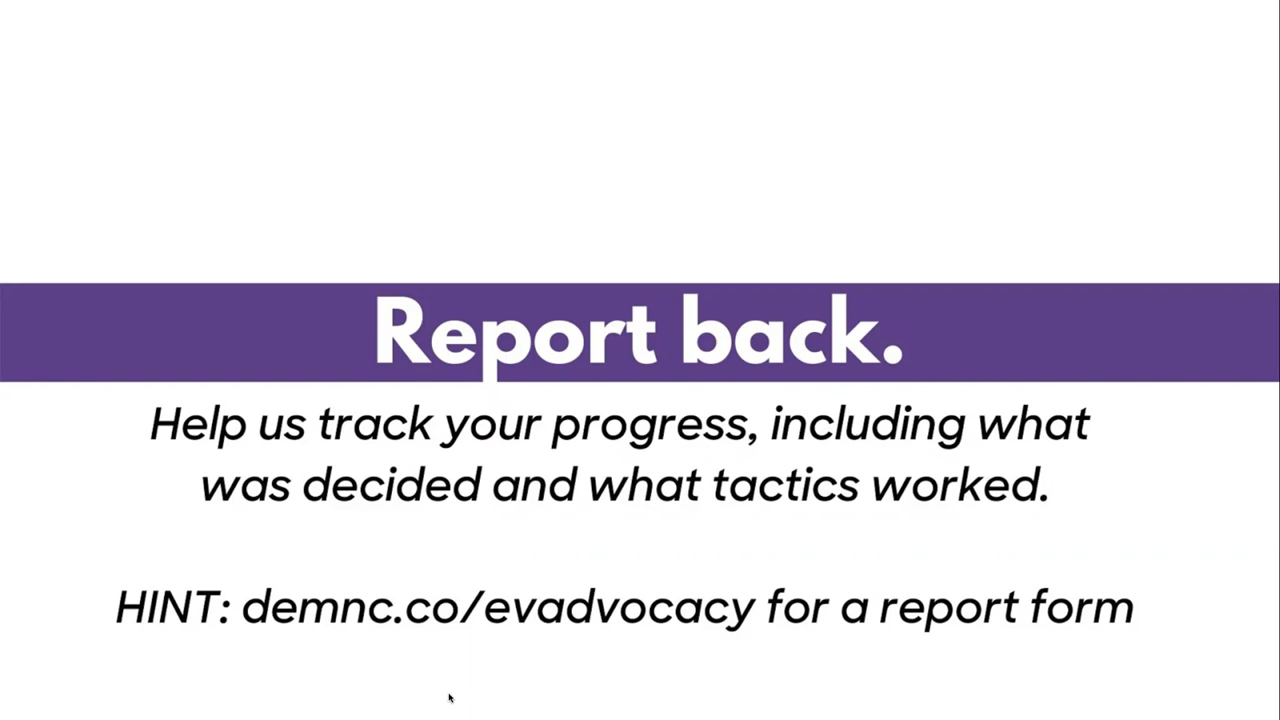 Report back.
Help us track your progress, including what
was decided and what tactics worked.
HINT: demnc.co/evadvocacy for a report form